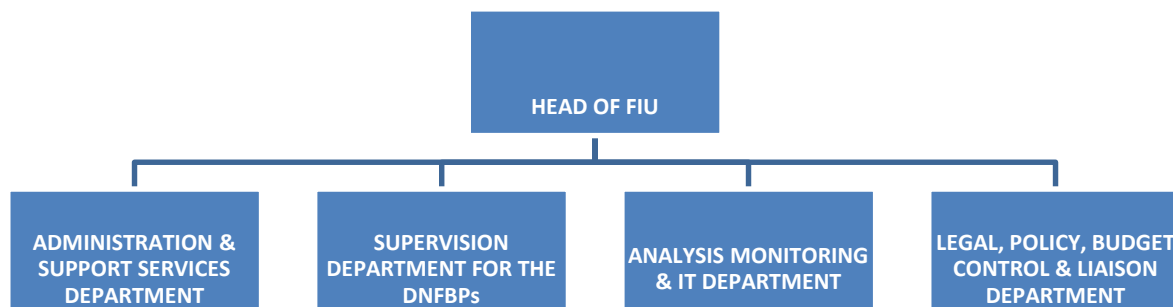 HEAD OF FIU
ADMINISTRATION &
SUPPORT SERVICES
DEPARTMENT
SUPERVISION
DEPARTMENT FOR THE
DNFBPs
ANALYSIS MONITORING
& IT DEPARTMENT
LEGAL, POLICY, BUDGET
CONTROL & LIAISON
DEPARTMENT